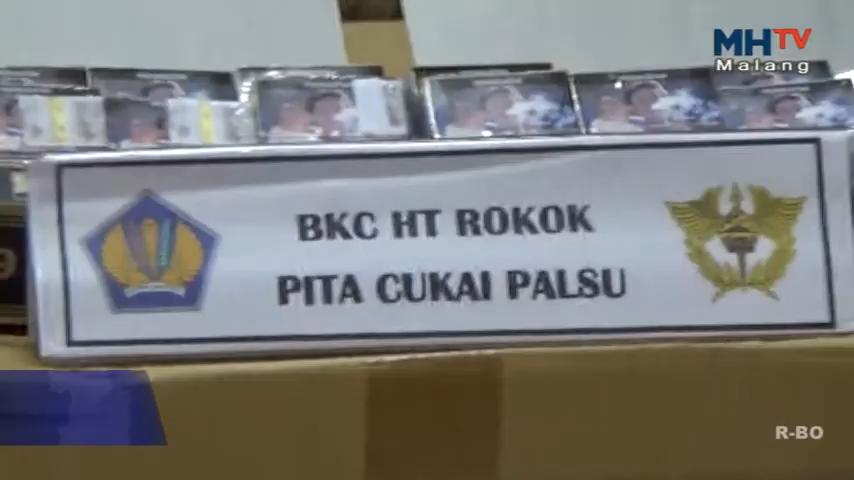 MHTV
Malang
BKC HT ROKOK
PITA CUKAI PALSU
R-BO